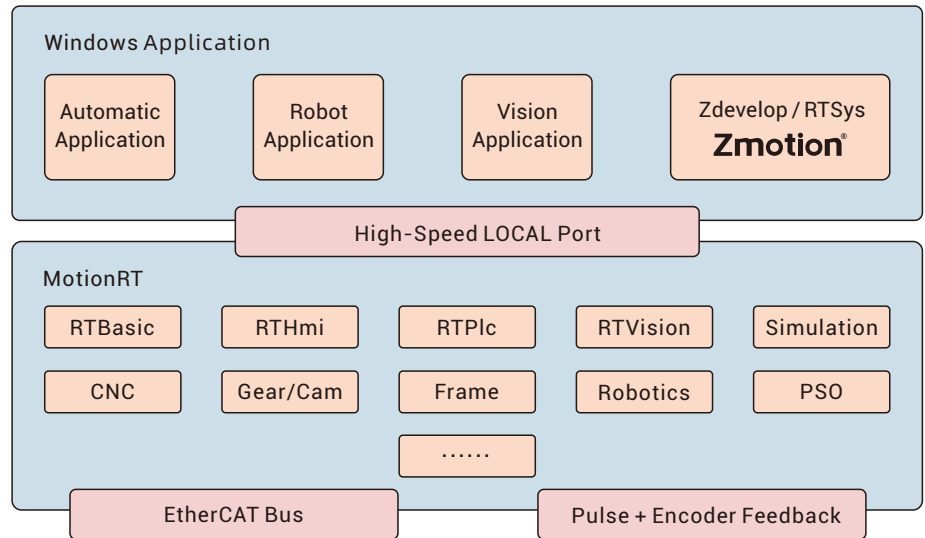 Windows Application
Automatic
Application
Robot
Application
Vision
Application
Zdevelop / RTSys
Zmotion®
High-Speed LOCAL Port
MotionRT
RTBasic
RTHmi
RTPlc
RTVision
Simulation
CNC
Gear/Cam
Frame
Robotics
PSO
······
EtherCAT Bus
Pulse + Encoder Feedback